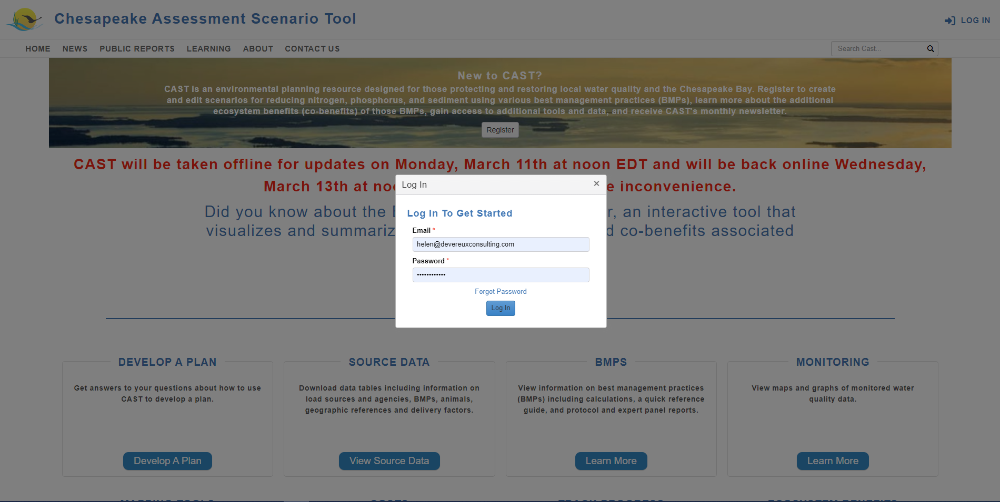 Chesapeake Assessment Scenario Tool
LOG IN
HOME NEWS PUBLIC REPORTS LEARNING ABOUT CONTACT US
Search Cast...
New to CAST?
CAST is an environmental planning resource designed for those protecting and restoring local water quality and the Chesapeake Bay. Register to create
and edit scenarios for reducing nitrogen, phosphorus, and sediment using various best management practices (BMPs), learn more about the additional
ecosystem benefits (co-benefits) of those BMPs, gain access to additional tools and data, and receive CAST's monthly newsletter.
Register
CAST will be taken offline for updates on Monday, March 11th at noon EDT and will be back online Wednesday,
March 13th at inconvenience.
Did you know about the , an interactive tool that
visualizes and co-benefits associated
Log In
×
Log In To Get Started
Email *
helen@devereuxconsulting.com
Password *
••••••••••••
Forgot Password
Log In
DEVELOP A PLAN
Get answers to your questions about how to use
CAST to develop a plan.
Develop A Plan
SOURCE DATA
Download data tables including information on
load sources and agencies, BMPs, animals,
geographic references and delivery factors.
View Source Data
BMPS
View information on best management practices
(BMPs) including calculations, a quick reference
guide, and protocol and expert panel reports.
Learn More
MONITORING
View maps and graphs of monitored water
quality data.
Learn More
MAPPING TOOLS
COSTS
TRACK PROGRESS
ECOSYSTEM BENEFITS